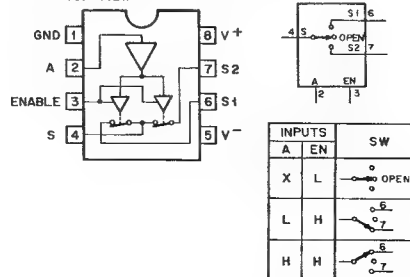 GND 1
A 2
ENABLE 3
S 4
8 V+
7 S2
6 S1
5 V-
S1 6
4 S OPEN
S2 7
A EN
2 3
INPUTS SW
A EN
X L OPEN
L H 6 7
H H 6 7